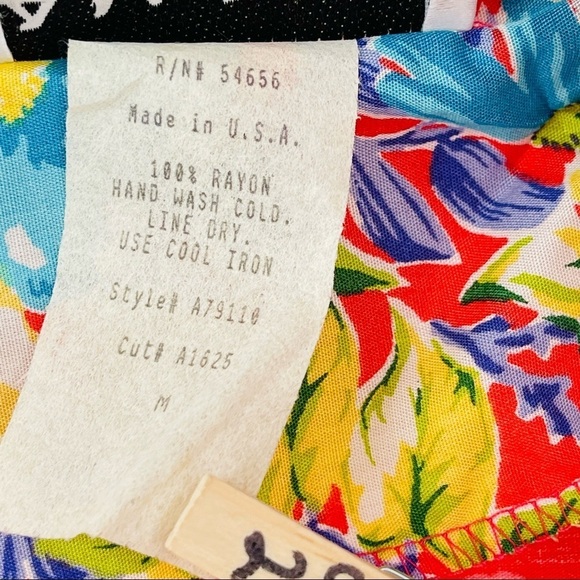 R/N# 54656
Made in U.S.A.
100% RAYON
HAND WASH COLD.
LINE DRY.
USE COOL IRON
Style# A79110
Cut# A1625
M